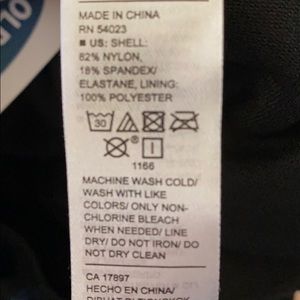 OLD
MADE IN CHINA
RN 54023
■ US: SHELL:
82% NYLON,
18% SPANDEX/
ELASTANE, LINING:
100% POLYESTER
30
1166
MACHINE WASH COLD/
WASH WITH LIKE
COLORS/ ONLY NON-
CHLORINE BLEACH
WHEN NEEDED/ LINE
DRY/ DO NOT IRON/ DO
NOT DRY CLEAN
CA 17897
HECHO EN CHINA/